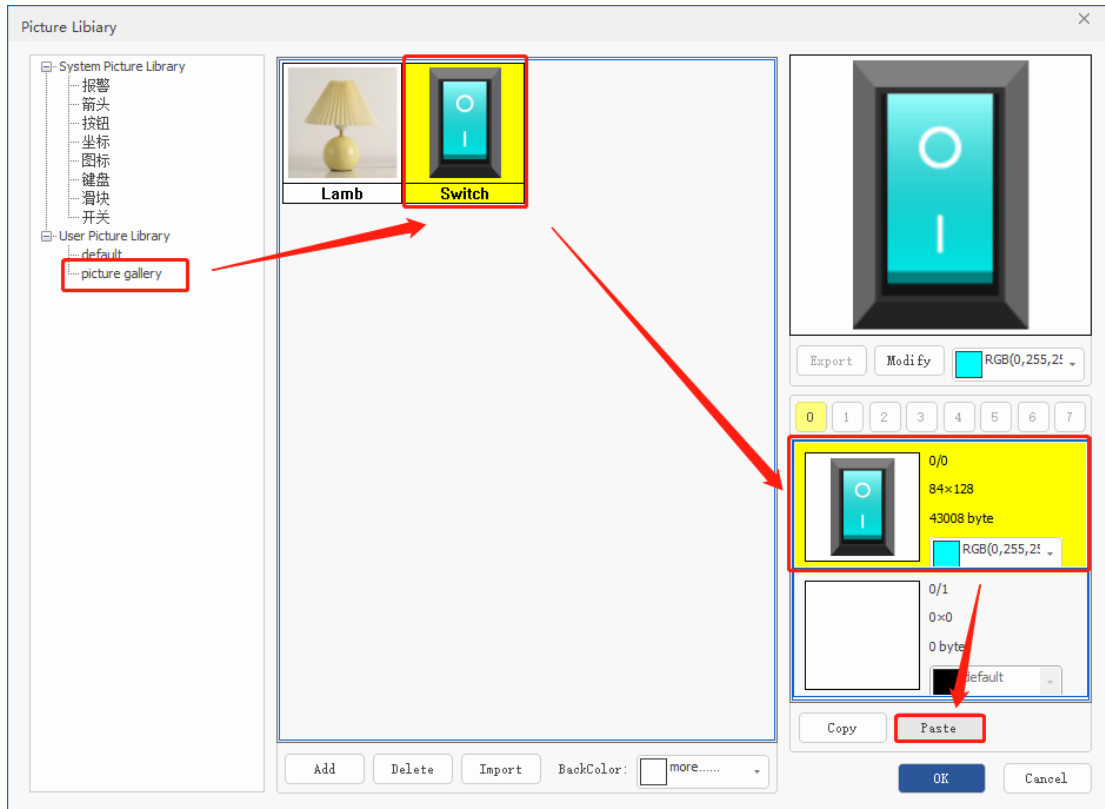 Picture Libiary
System Picture Library
报警
箭头
按钮
坐标
图标
键盘
滑块
开关
User Picture Library
default
picture gallery
Lamb
Switch
Export
Modify
RGB(0,255,25
0 1 2 3 4 5 6 7
0/0
84×128
43008 byte
RGB(0,255,25
0/1
0×0
0 byte
default
Copy
Paste
Add
Delete
Import
BackColor:
more......
OK
Cancel